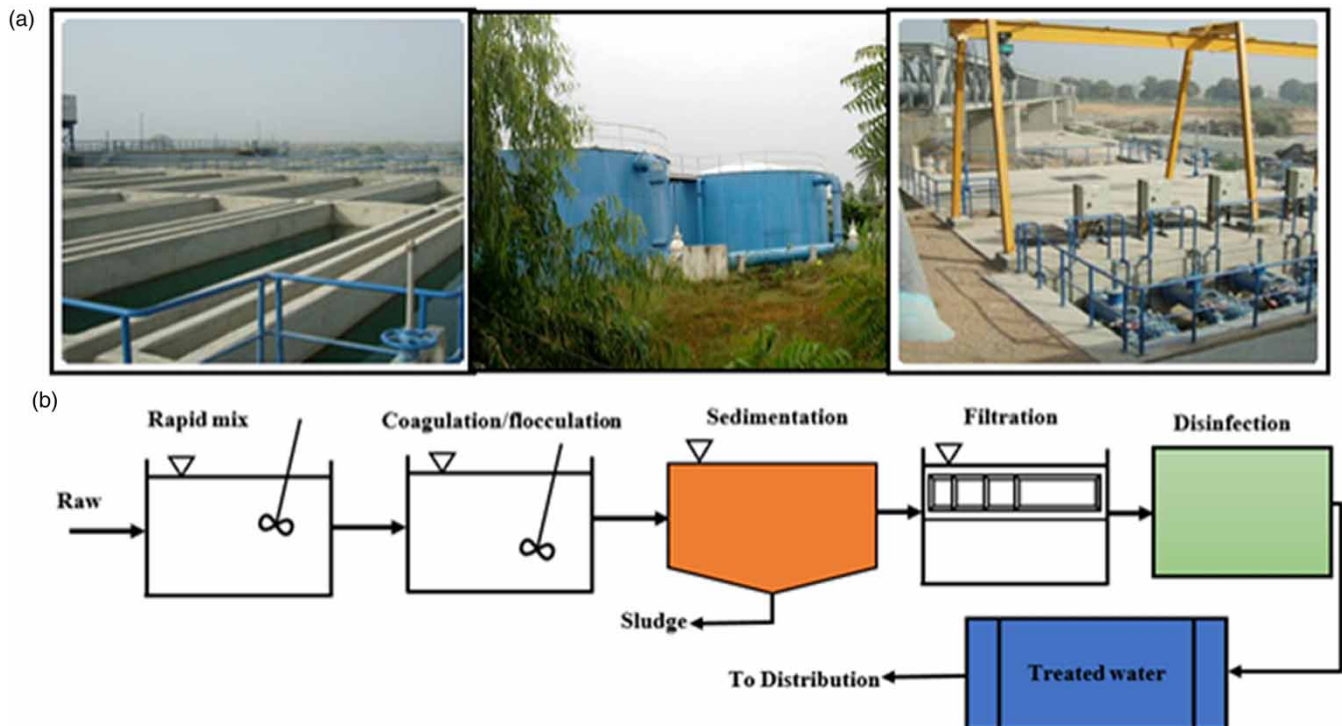 (a)
(b)
Rapid mix
Coagulation/flocculation
Sedimentation
Filtration
Disinfection
Raw
Sludge
To Distribution
Treated water